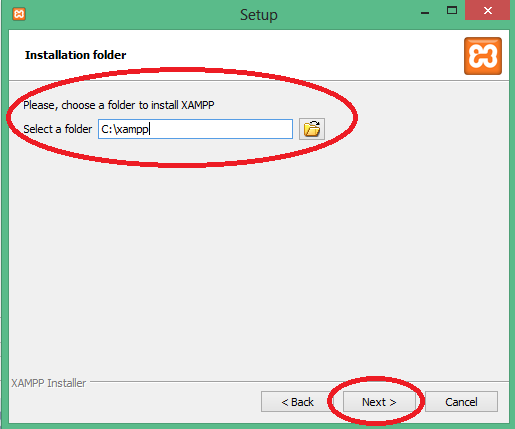 Setup
Installation folder
Please, choose a folder to install XAMPP
Select a folder C:\xampp
XAMPP Installer
< Back Next > Cancel